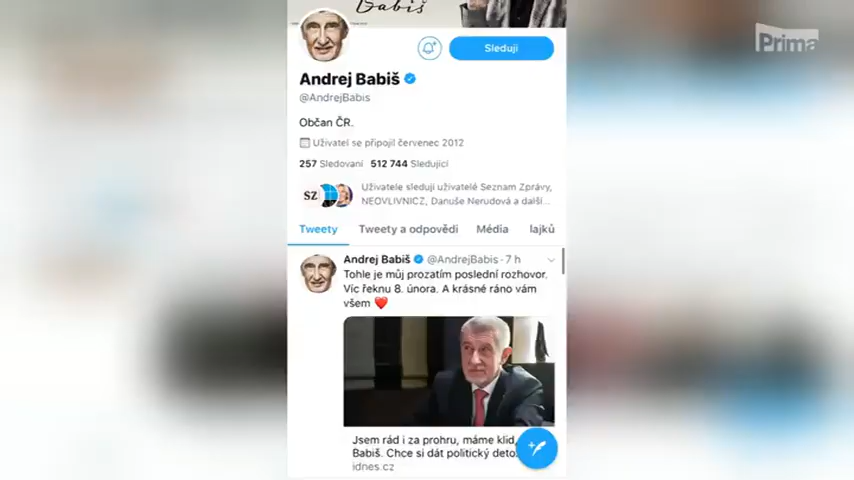 Babiš
Prima
Sleduji
Andrej Babiš
@AndrejBabis
Občan ČR.
Uživatel se připojil červenec 2012
257 Sledovaní 512 744 Sledující
SZ
Uživatele sledují uživatelé Seznam Zprávy,
NEOVLIVNICZ, Danuše Nerudová a další...
Tweety Tweety a odpovědi Média lajků
Andrej Babiš @AndrejBabis · 7 h
Tohle je můj prozatím poslední rozhovor.
Víc řeknu 8. února. A krásné ráno vám
všem ❤️
Jsem rád i za prohru, máme klid,
Babiš. Chce si dát politický deto
idnes.cz